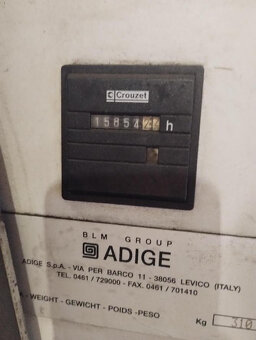 Crouzet
15854 h
BLM GROUP
ADIGE
ADIGE S.p.A. - VIA PER BARCO 11 - 38056 LEVICO (ITALY)
TEL. 0461 / 729000 - FAX. 0461 / 701410
A - WEIGHT - GEWICHT - POIDS - PESO
Kg 310